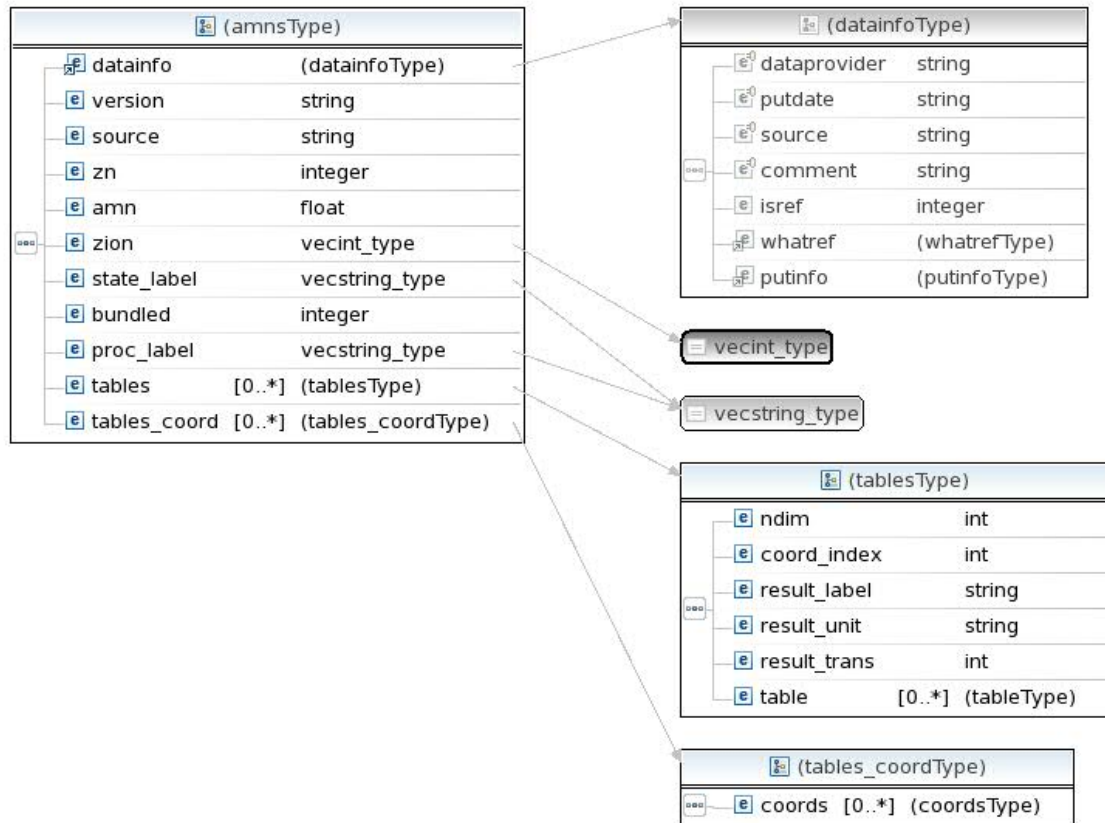 (amnsType)
datainfo (datainfoType)
version string
source string
zn integer
amn float
zion vecint_type
state_label vecstring_type
bundled integer
proc_label vecstring_type
tables [0..*] (tablesType)
tables_coord [0..*] (tables_coordType)
(datainfoType)
dataprovider string
putdate string
source string
comment string
isref integer
whatref (whatrefType)
putinfo (putinfoType)
vecint_type
vecstring_type
(tablesType)
ndim int
coord_index int
result_label string
result_unit string
result_trans int
table [0..*] (tableType)
(tables_coordType)
coords [0..*] (coordsType)